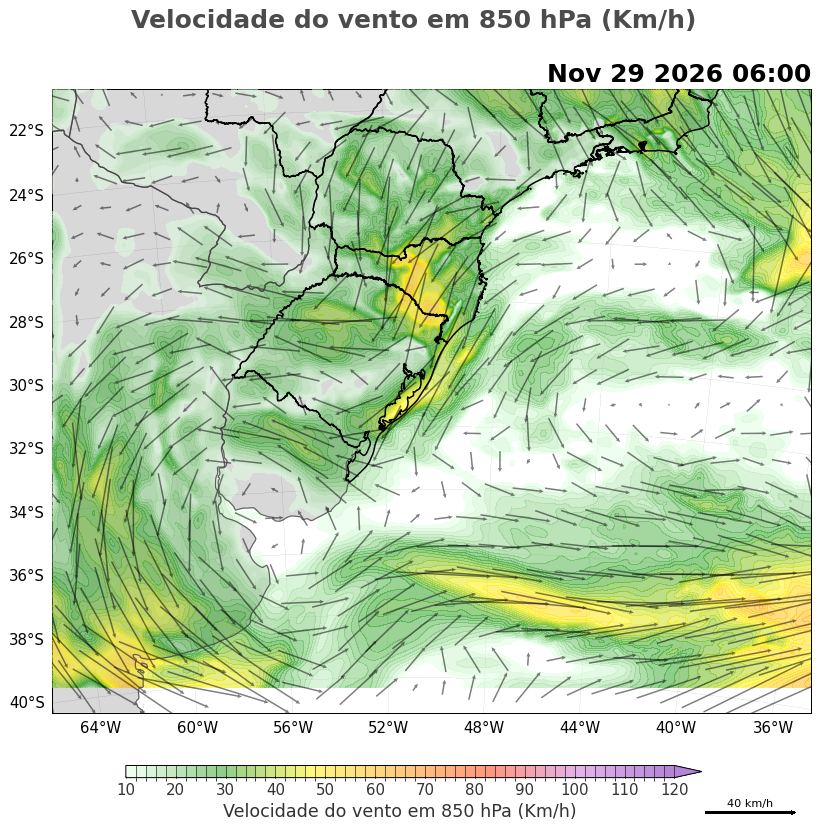 Velocidade do vento em 850 hPa (Km/h)
Nov 29 2026 06:00
22°S
24°S
26°S
28°S
30°S
32°S
34°S
36°S
38°S
40°S
64°W 60°W 56°W 52°W 48°W 44°W 40°W 36°W
10 20 30 40 50 60 70 80 90 100 110 120
Velocidade do vento em 850 hPa (Km/h)
40 km/h